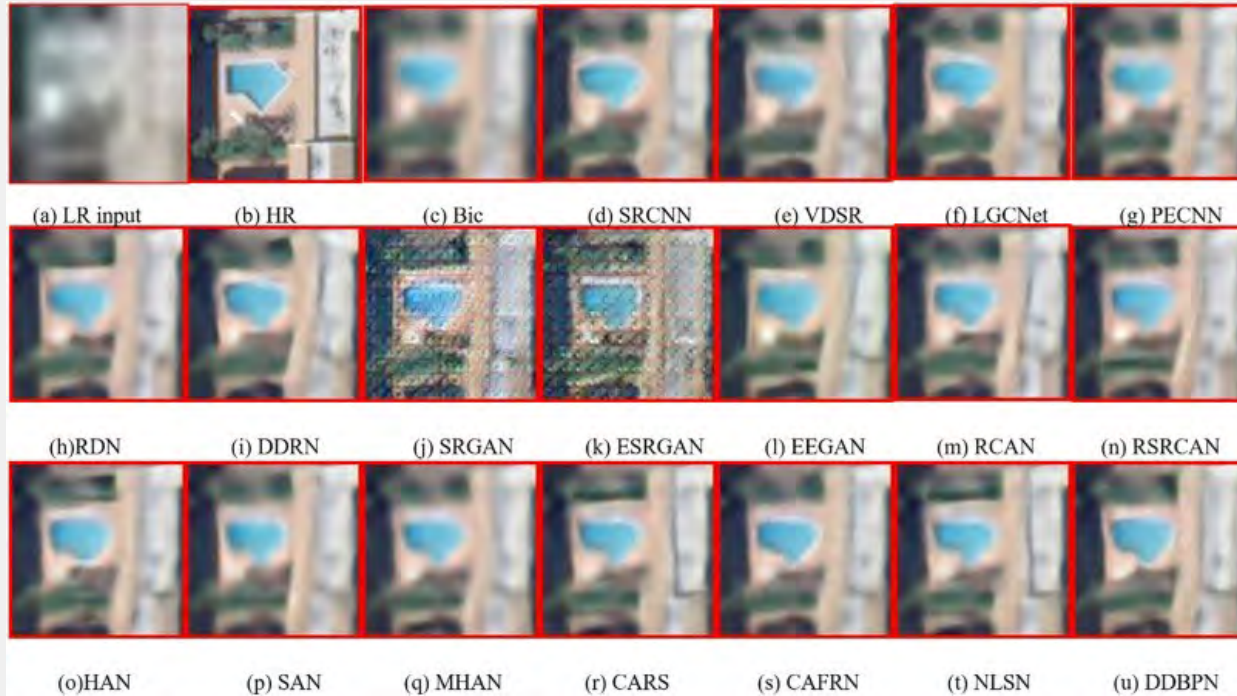 (a) LR input (b) HR (c) Bic (d) SRCNN (e) VDSR (f) LGCNet (g) PECNN
(h)RDN (i) DDRN (j) SRGAN (k) ESRGAN (l) EEGAN (m) RCAN (n) RSRCAN
(o)HAN (p) SAN (q) MHAN (r) CARS (s) CAFRN (t) NLSN (u) DDBPN